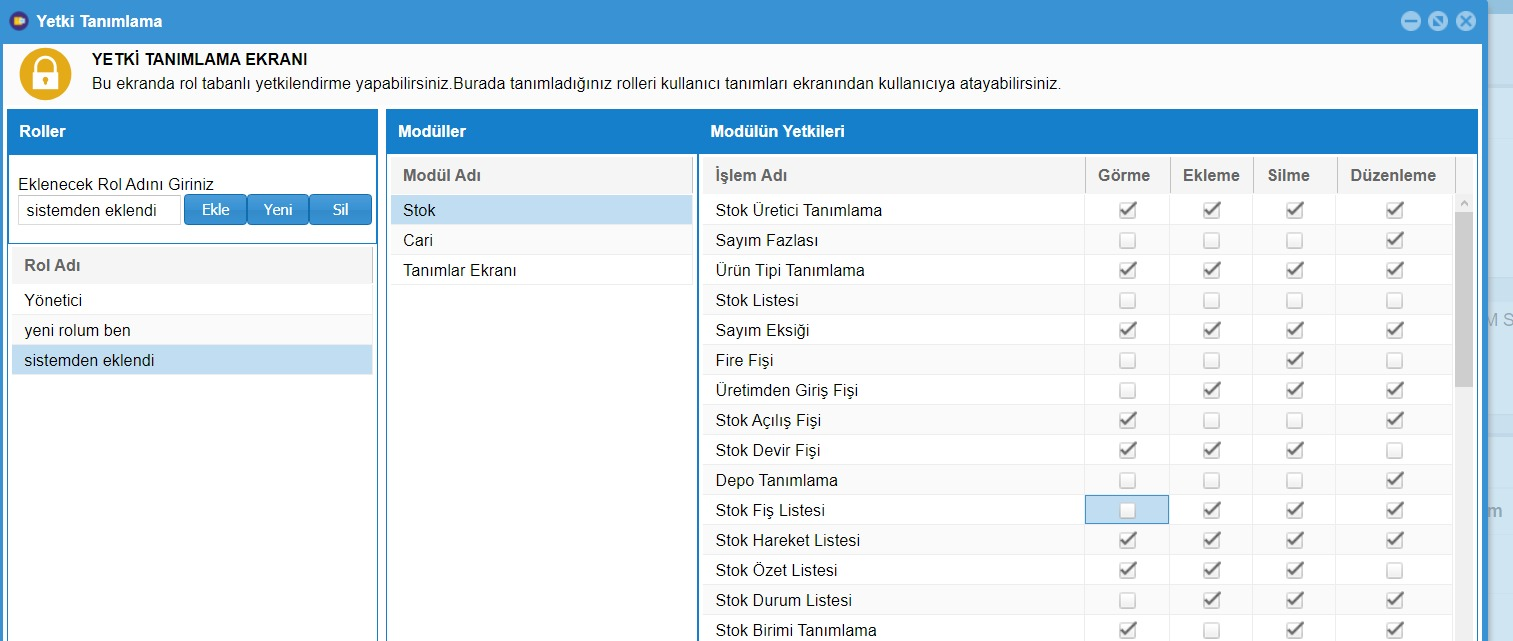 Yetki Tanımlama
YETKİ TANIMLAMA EKRANI
Bu ekranda rol tabanlı yetkilendirme yapabilirsiniz.Burada tanımladığınız rolleri kullanıcı tanımları ekranından kullanıcıya atayabilirsiniz.
Roller
Eklenecek Rol Adını Giriniz
sistemden eklendi Ekle Yeni Sil
Rol Adı
Yönetici
yeni rolum ben
sistemden eklendi
Modüller
Modül Adı
Stok
Cari
Tanımlar Ekranı
Modülün Yetkileri
İşlem Adı Görme Ekleme Silme Düzenleme
Stok Üretici Tanımlama
Sayım Fazlası
Ürün Tipi Tanımlama
Stok Listesi
Sayım Eksiği
Fire Fişi
Üretimden Giriş Fişi
Stok Açılış Fişi
Stok Devir Fişi
Depo Tanımlama
Stok Fiş Listesi
Stok Hareket Listesi
Stok Özet Listesi
Stok Durum Listesi
Stok Birimi Tanımlama